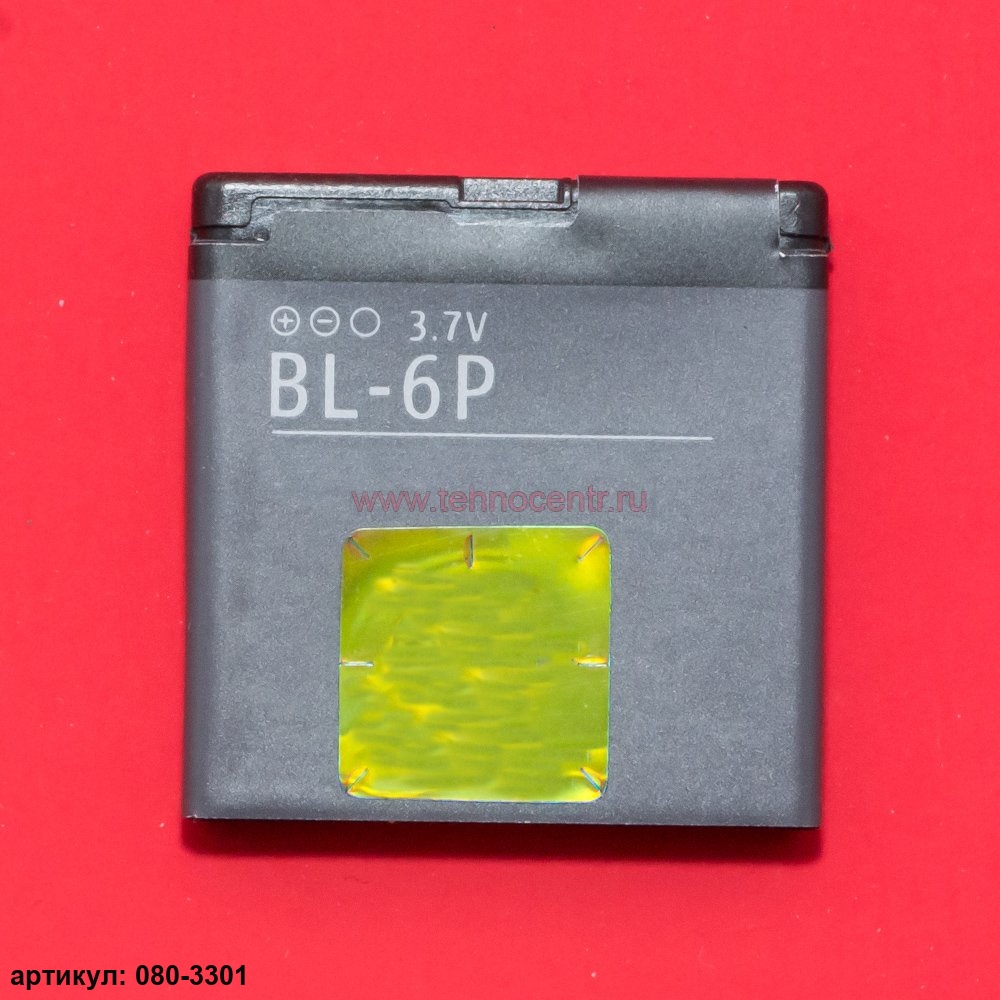 3.7V
BL-6P
www.tehnocentr.ru
артикул: 080-3301